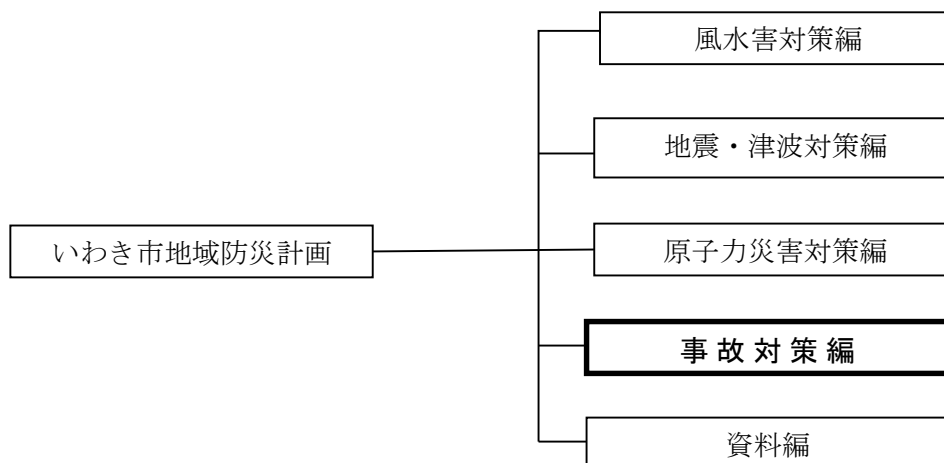 風水害対策編
地震・津波対策編
いわき市地域防災計画
原子力災害対策編
事故対策編
資料編